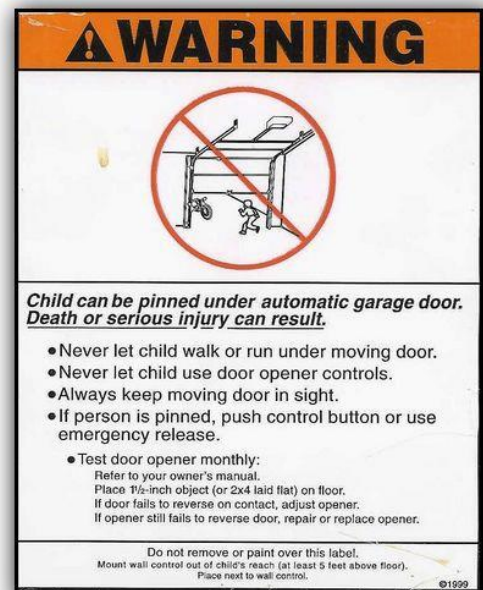 WARNING
Child can be pinned under automatic garage door.
Death or serious injury can result.
• Never let child walk or run under moving door.
• Never let child use door opener controls.
• Always keep moving door in sight.
• If person is pinned, push control button or use
emergency release.
• Test door opener monthly:
Refer to your owner's manual.
Place 1½-inch object (or 2x4 laid flat) on floor.
If door fails to reverse on contact, adjust opener.
If opener still fails to reverse door, repair or replace opener.
Do not remove or paint over this label.
Mount wall control out of child's reach (at least 5 feet above floor).
Place next to wall control.
©1999